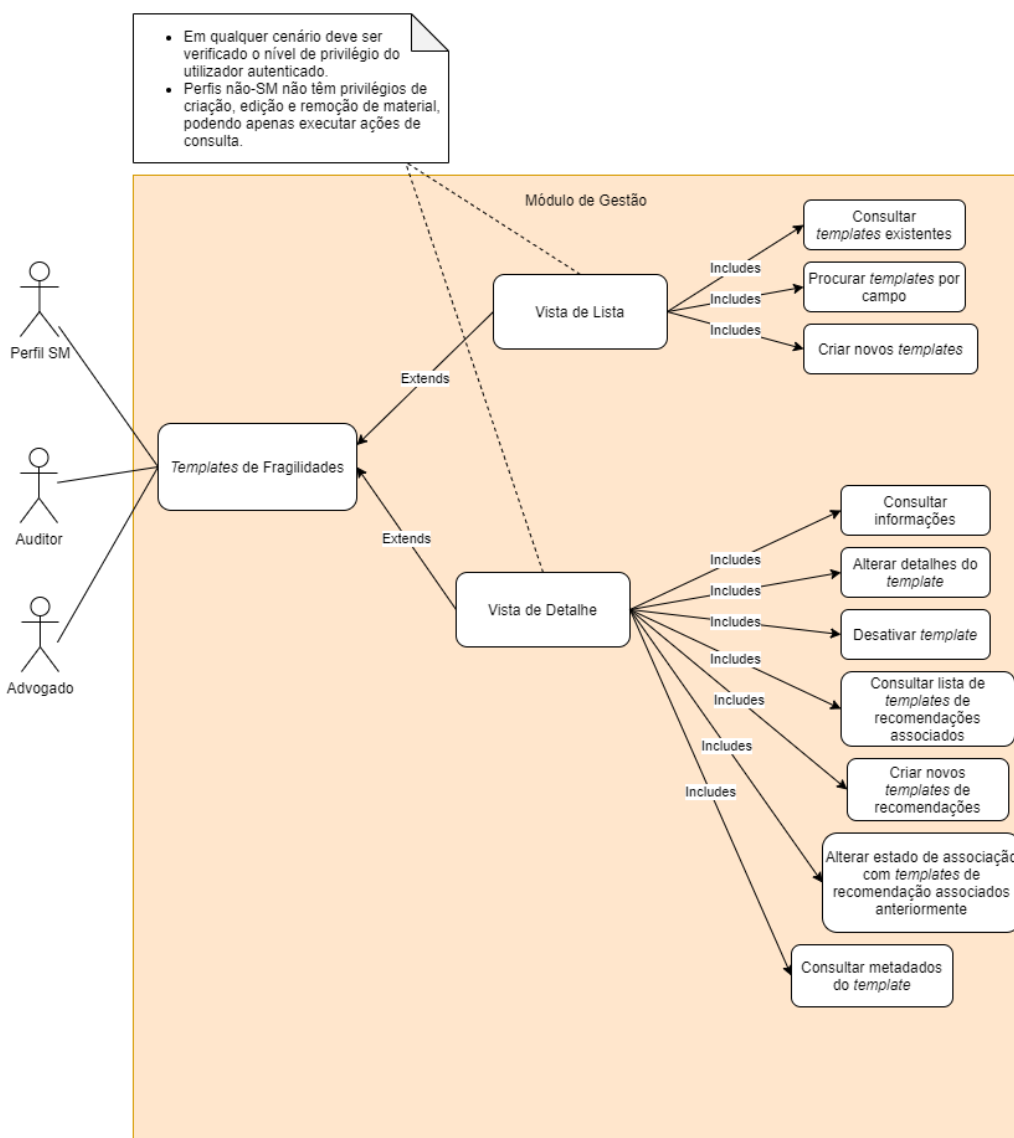 • Em qualquer cenário deve ser
verificado o nível de privilégio do
utilizador autenticado.
• Perfis não-SM não têm privilégios de
criação, edição e remoção de material,
podendo apenas executar ações de
consulta.
Módulo de Gestão
Perfil SM
Auditor
Advogado
Templates de Fragilidades
Extends
Extends
Vista de Lista
Includes
Includes
Includes
Consultar
templates existentes
Procurar templates por
campo
Criar novos templates
Vista de Detalhe
Includes
Includes
Includes
Includes
Includes
Includes
Includes
Consultar
informações
Alterar detalhes do
template
Desativar template
Consultar lista de
templates de
recomendações
associados
Criar novos
templates de
recomendações
Alterar estado de associação
com templates de
recomendação associados
anteriormente
Consultar metadados
do template